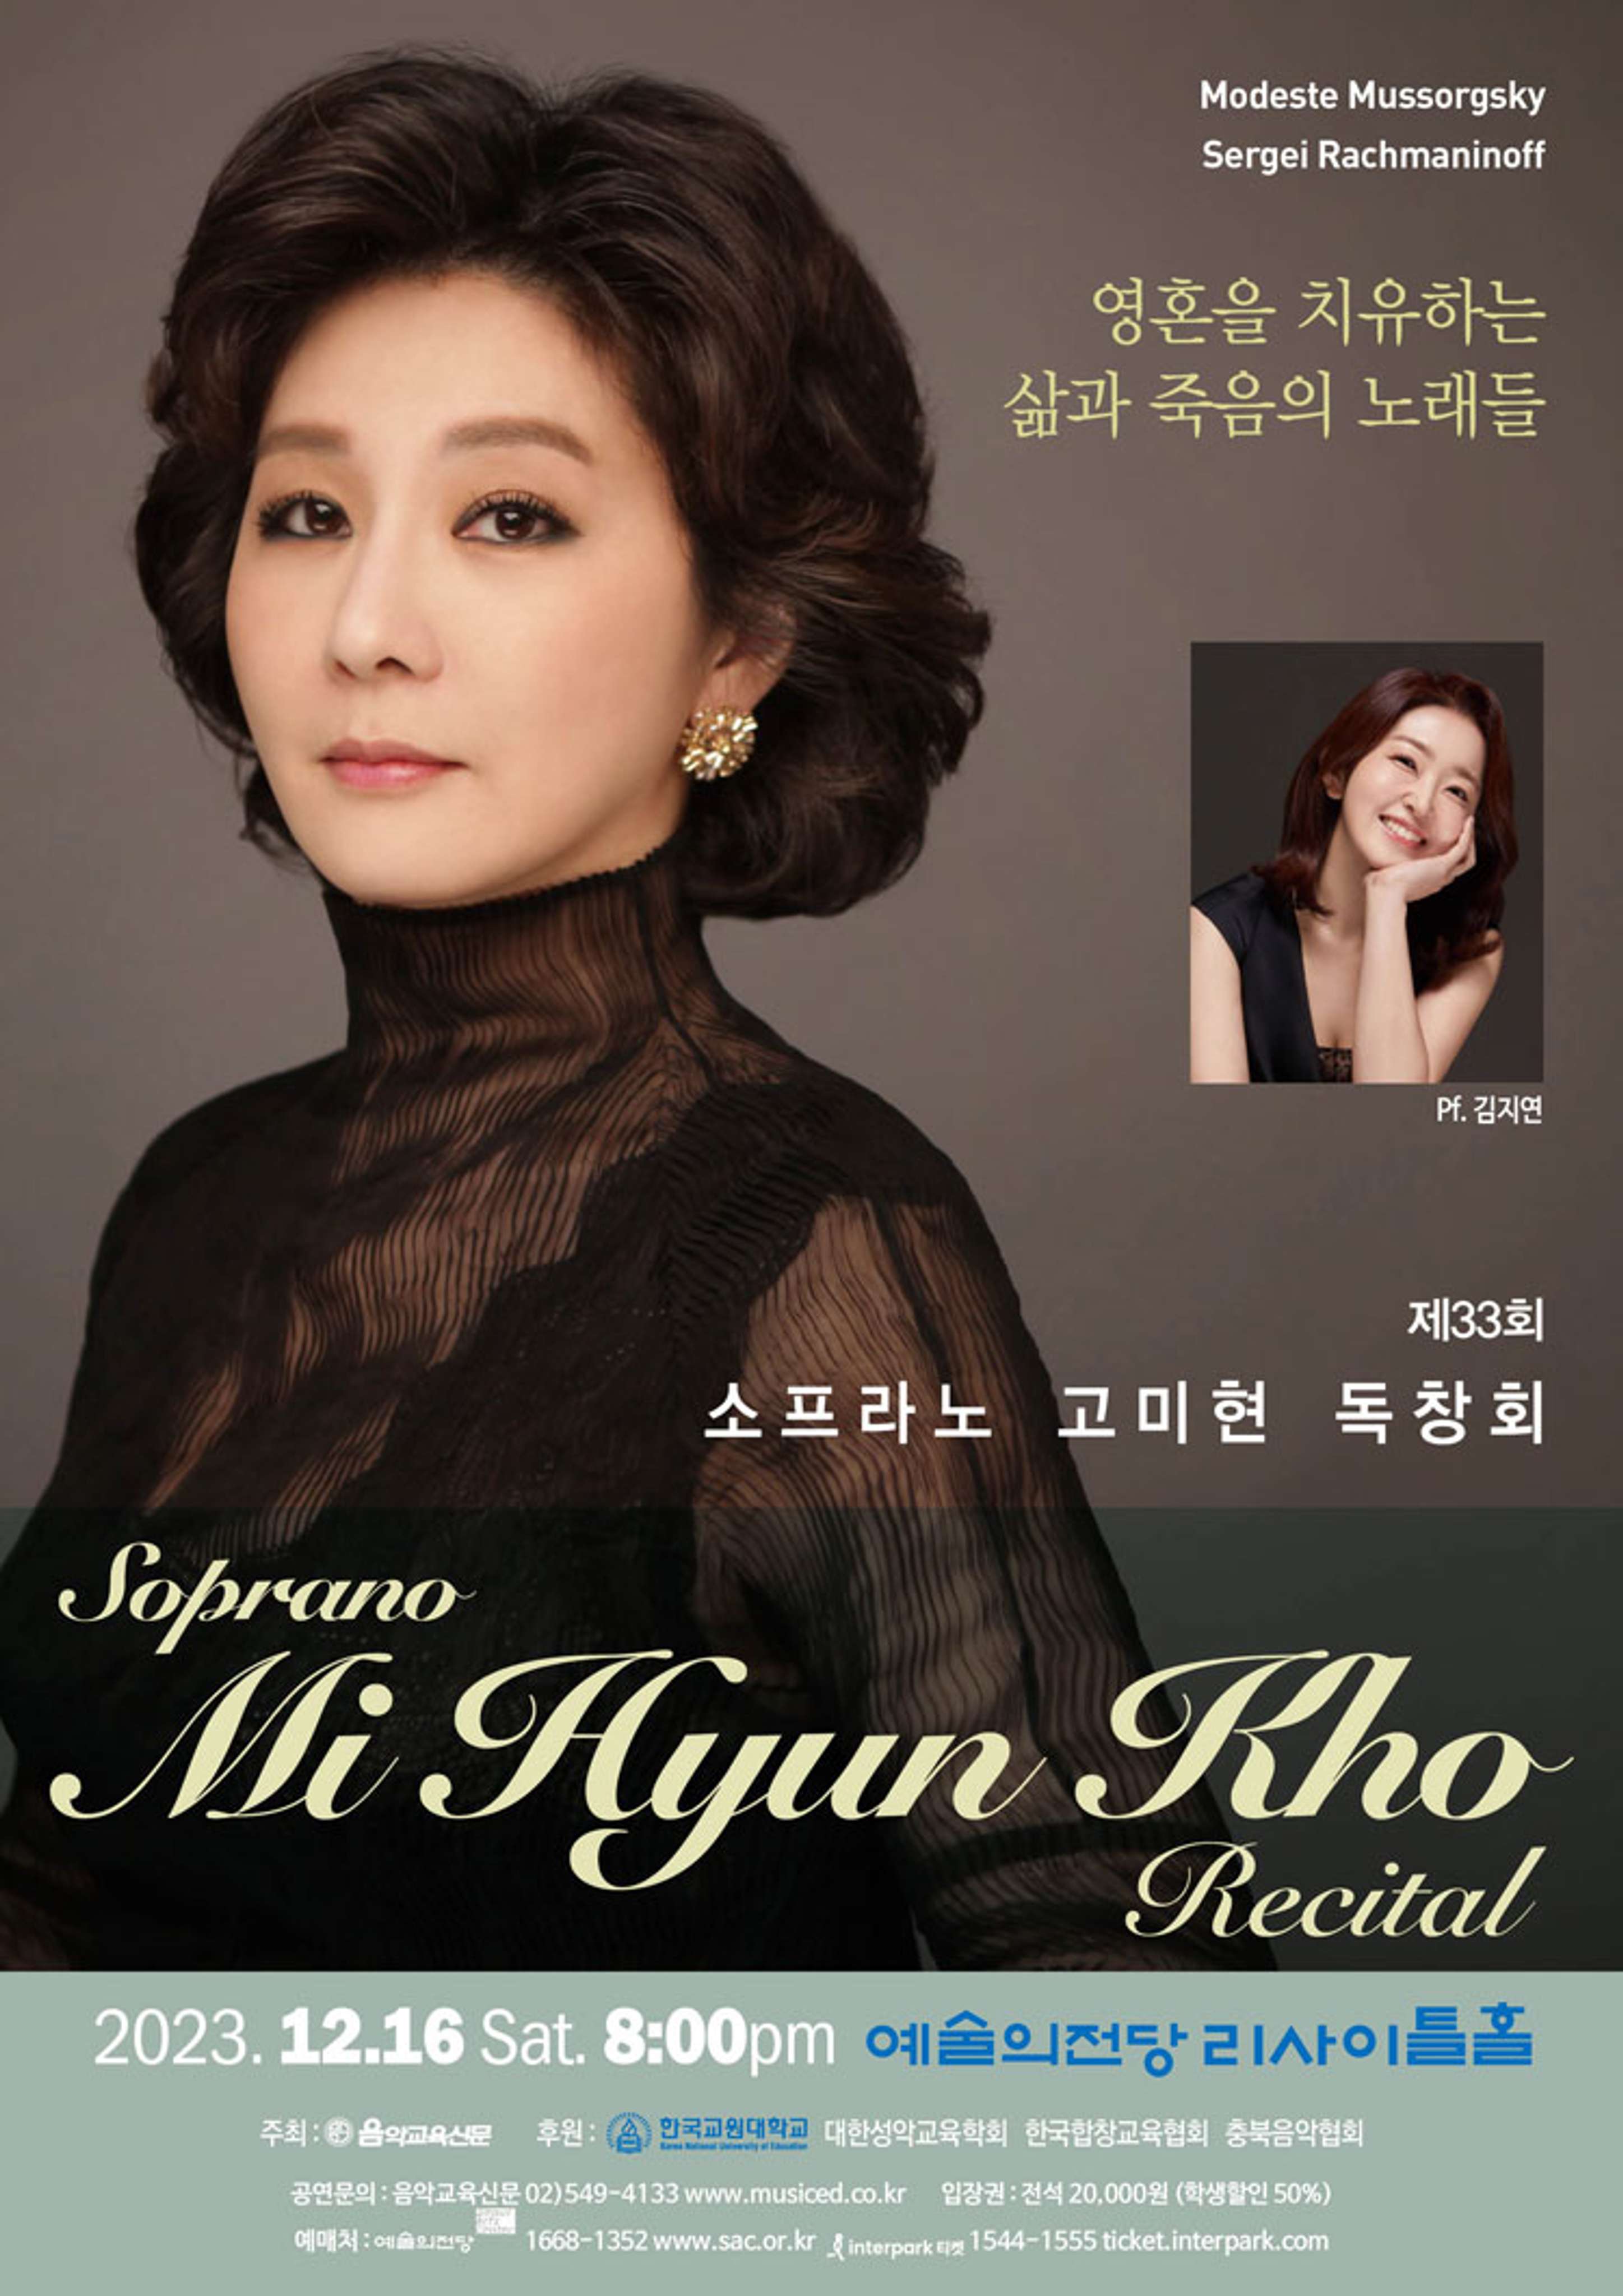 Modeste Mussorgsky
Sergei Rachmaninoff
영혼을 치유하는
삶과 죽음의 노래들
Pf. 김지연
제33회
소프라노 고미현 독창회
Soprano
Mi Hyun Kho
Recital
2023. 12.16 Sat. 8:00pm 예술의전당 리사이틀홀
주최 : 음악교육신문 후원 : 한국교원대학교 Korea National University of Education 대한성악교육학회 한국합창교육협회 충북음악협회
공연문의 : 음악교육신문 02)549-4133 www.musiced.co.kr 입장권 : 전석 20,000원 (학생할인 50%)
예매처 : 예술의전당 1668-1352 www.sac.or.kr interpark 티켓 1544-1555 ticket.interpark.com